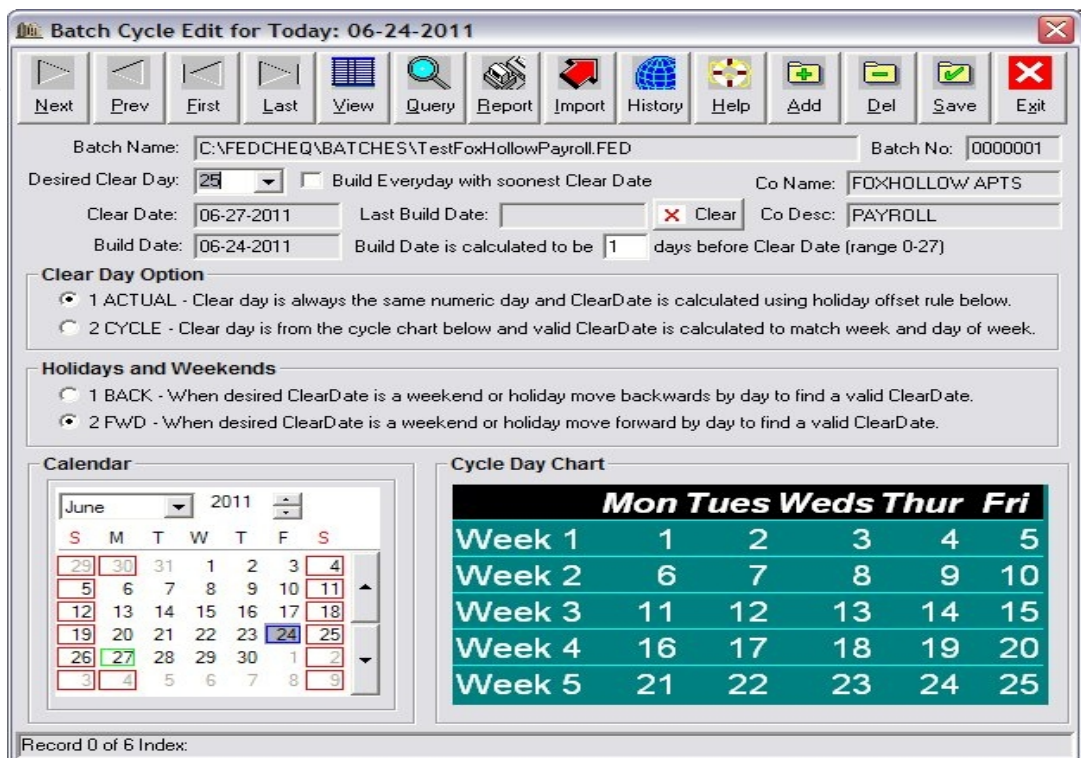 Batch Cycle Edit for Today: 06-24-2011
Next Prev First Last View Query Report Import History Help Add Del Save Exit
Batch Name: C:\FEDCHEQ\BATCHES\TestFoxHollowPayroll.FED Batch No: 0000001
Desired Clear Day: 25 Build Everyday with soonest Clear Date Co Name: FOXHOLLOW APTS
Clear Date: 06-27-2011 Last Build Date: Clear Co Desc: PAYROLL
Build Date: 06-24-2011 Build Date is calculated to be 1 days before Clear Date (range 0-27)
Clear Day Option
1 ACTUAL - Clear day is always the same numeric day and ClearDate is calculated using holiday offset rule below.
2 CYCLE - Clear day is from the cycle chart below and valid ClearDate is calculated to match week and day of week.
Holidays and Weekends
1 BACK - When desired ClearDate is a weekend or holiday move backwards by day to find a valid ClearDate.
2 FWD - When desired ClearDate is a weekend or holiday move forward by day to find a valid ClearDate.
Calendar
June 2011
S M T W T F S
29 30 31 1 2 3 4
5 6 7 8 9 10 11
12 13 14 15 16 17 18
19 20 21 22 23 24 25
26 27 28 29 30 1 2
3 4 5 6 7 8 9
Cycle Day Chart
Mon Tues Weds Thur Fri
Week 1 1 2 3 4 5
Week 2 6 7 8 9 10
Week 3 11 12 13 14 15
Week 4 16 17 18 19 20
Week 5 21 22 23 24 25
Record 0 of 6 Index: